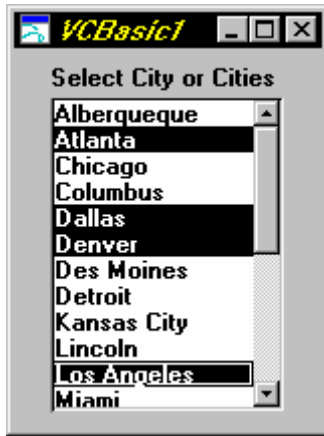 VCBasic1
Select City or Cities
Alberqueque
Atlanta
Chicago
Columbus
Dallas
Denver
Des Moines
Detroit
Kansas City
Lincoln
Los Angeles
Miami